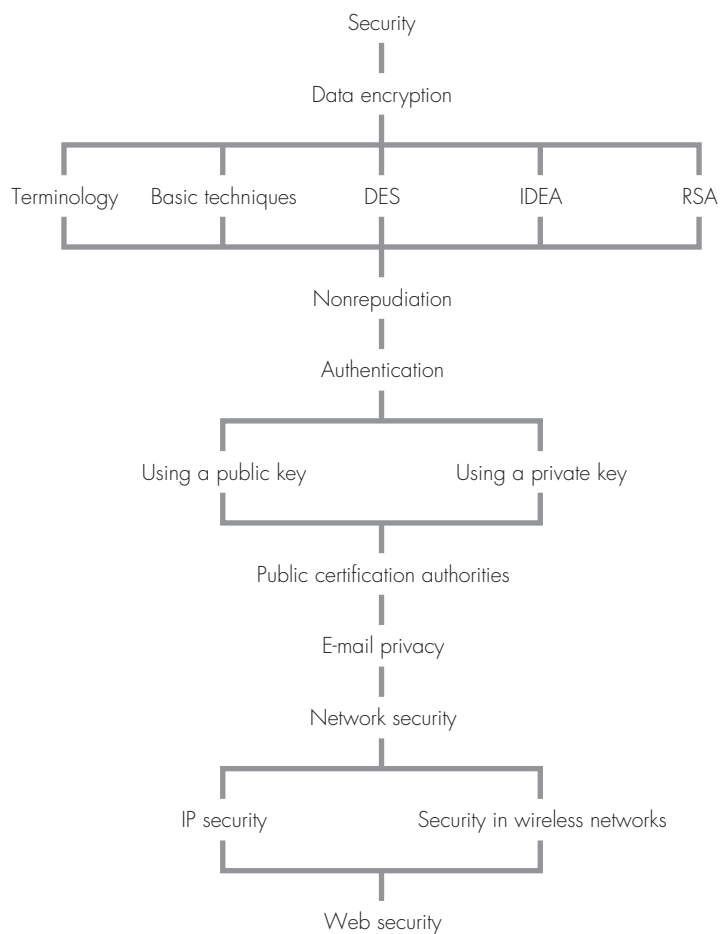 Security
Data encryption
Terminology Basic techniques DES IDEA RSA
Nonrepudiation
Authentication
Using a public key Using a private key
Public certification authorities
E-mail privacy
Network security
IP security Security in wireless networks
Web security